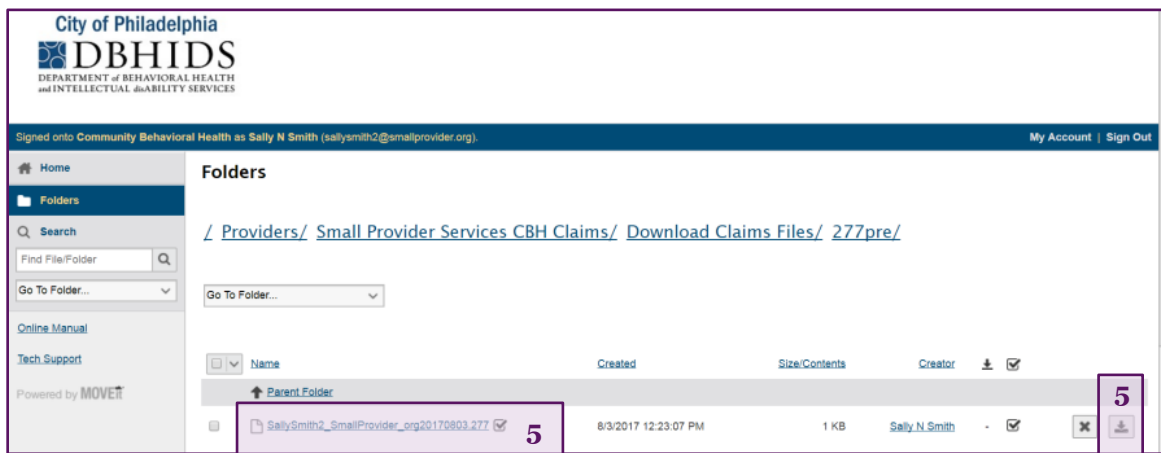 City of Philadelphia
DBHIDS
DEPARTMENT of BEHAVIORAL HEALTH
and INTELLECTUAL disABILITY SERVICES
Signed onto Community Behavioral Health as Sally N Smith (sallysmith2@smallprovider.org).
My Account | Sign Out
Home
Folders
Search
Find File/Folder
Go To Folder...
Online Manual
Tech Support
Powered by MOVEit
Folders
/ Providers/ Small Provider Services CBH Claims/ Download Claims Files/ 277pre/
Go To Folder...
Name Created Size/Contents Creator
Parent Folder
SallySmith2_SmallProvider_org20170803.277 5 8/3/2017 12:23:07 PM 1 KB Sally N Smith - 5